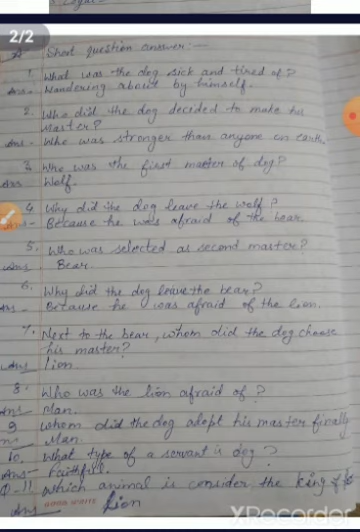 2/2
Short question answer:-
1. What was the dog sick and tired of?
Ans- Wandering about by himself.
2. Who did the dog decided to make his
master?
Ans- Who was stronger than anyone on earth.
3. Who was the first master of dog?
Ans Wolf.
4. Why did the dog leave the wolf?
Ans- Because he was afraid of the bear.
5. Who was selected as second master?
Ans Bear
6. Why did the dog leave the bear?
Ans- Because he was afraid of the lion.
7. Next to the bear, whom did the dog choose
his master?
Ans Lion
8. Who was the lion afraid of?
Ans Man.
9 whom did the dog adopt his master finally
Ans Man.
10. What type of a servant is dog?
Ans- Faithful.
Q-11 which animal is consider the king of
Ans Lion
XRecorder